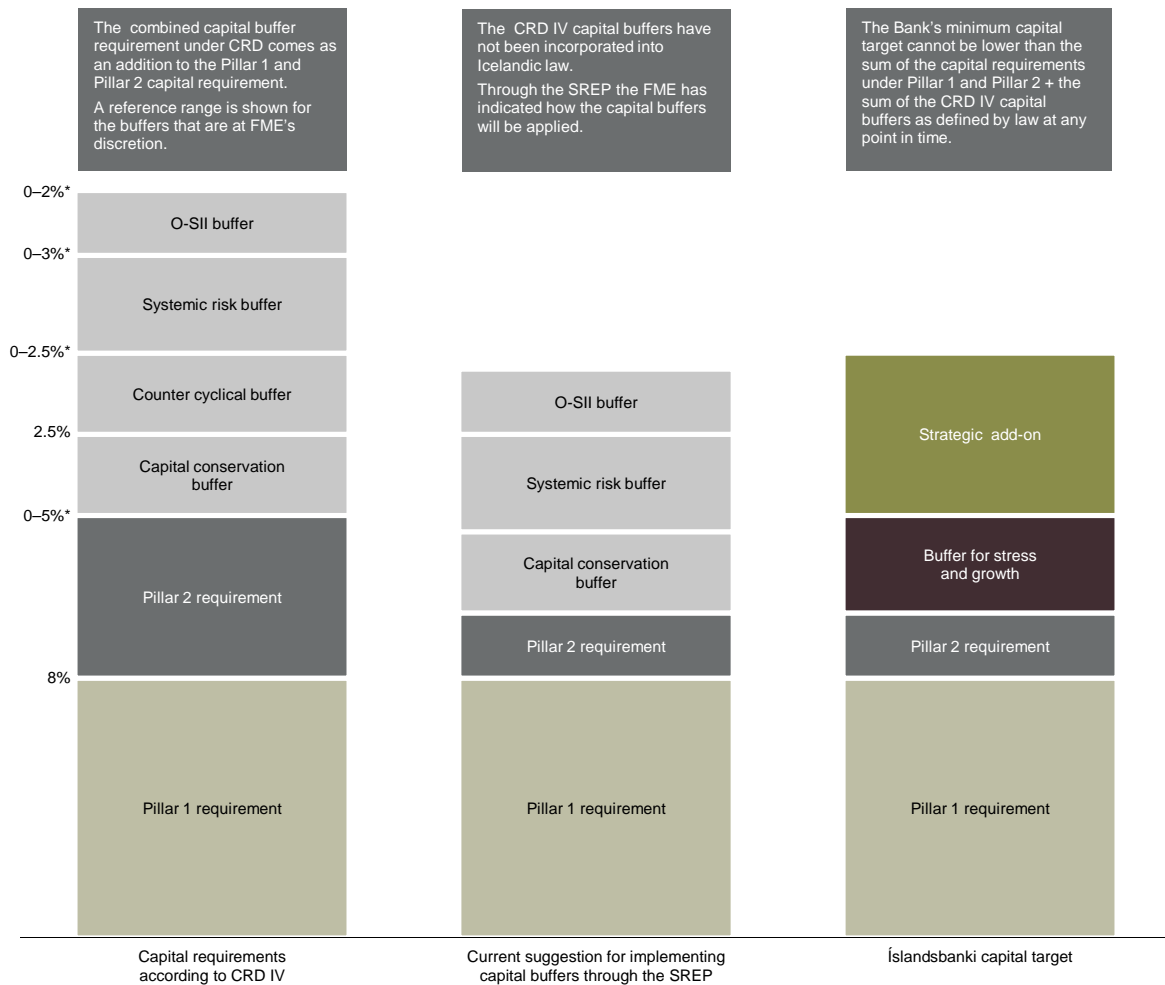 The combined capital buffer
requirement under CRD comes as
an addition to the Pillar 1 and
Pillar 2 capital requirement.
A reference range is shown for
the buffers that are at FME's
discretion.
The CRD IV capital buffers have
not been incorporated into
Icelandic law.
Through the SREP the FME has
indicated how the capital buffers
will be applied.
The Bank's minimum capital
target cannot be lower than the
sum of the capital requirements
under Pillar 1 and Pillar 2 + the
sum of the CRD IV capital
buffers as defined by law at any
point in time.
0–2%*
O-SII buffer
0–3%*
Systemic risk buffer
0–2.5%*
Counter cyclical buffer
2.5%
Capital conservation
buffer
0–5%*
Pillar 2 requirement
8%
Pillar 1 requirement
O-SII buffer
Systemic risk buffer
Capital conservation
buffer
Pillar 2 requirement
Pillar 1 requirement
Strategic add-on
Buffer for stress
and growth
Pillar 2 requirement
Pillar 1 requirement
Capital requirements
according to CRD IV
Current suggestion for implementing
capital buffers through the SREP
Íslandsbanki capital target